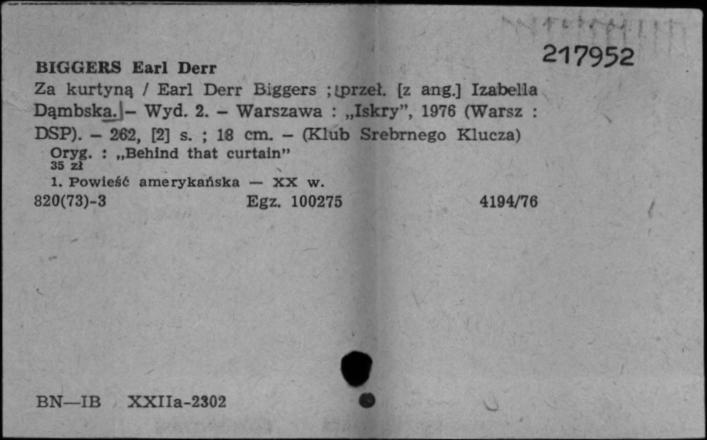 217952
BIGGERS Earl Derr
Za kurtyną / Earl Derr Biggers ; przeł. [z ang.] Izabella
Dąmbska. – Wyd. 2. – Warszawa : „Iskry”, 1976 (Warsz :
DSP). – 262, [2] s. ; 18 cm. – (Klub Srebrnego Klucza)
Oryg. : „Behind that curtain”
35 zł
1. Powieść amerykańska — XX w.
820(73)-3 Egz. 100275 4194/76
BN—IB XXIIa-2302